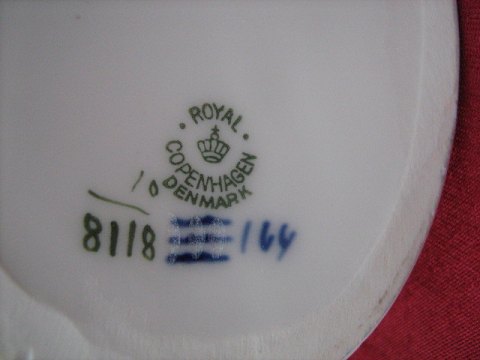 ROYAL
COPENHAGEN
DENMARK
10
8118 164